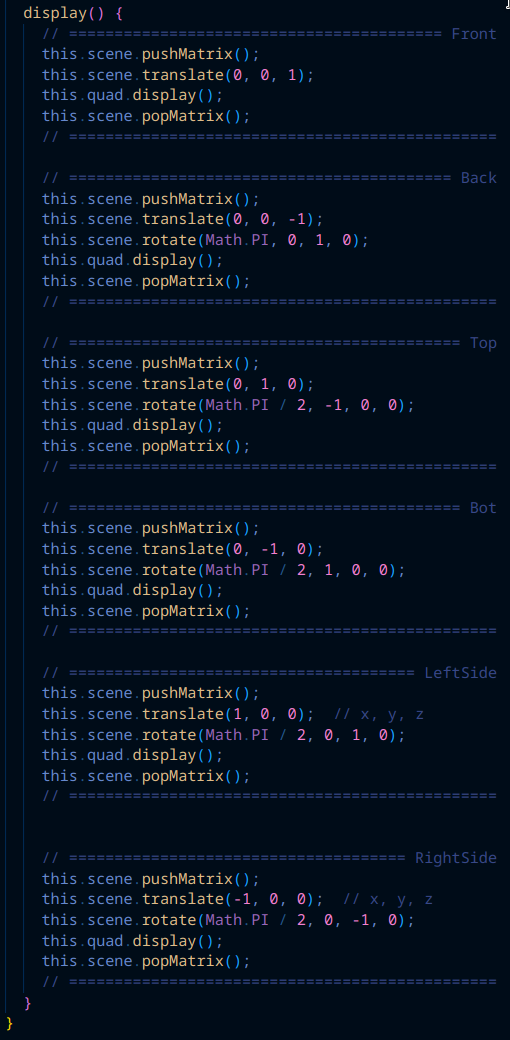 display() {
// ========================================= Front
this.scene.pushMatrix();
this.scene.translate(0, 0, 1);
this.quad.display();
this.scene.popMatrix();
// ===============================================

// ========================================== Back
this.scene.pushMatrix();
this.scene.translate(0, 0, -1);
this.scene.rotate(Math.PI, 0, 1, 0);
this.quad.display();
this.scene.popMatrix();
// ===============================================

// =========================================== Top
this.scene.pushMatrix();
this.scene.translate(0, 1, 0);
this.scene.rotate(Math.PI / 2, -1, 0, 0);
this.quad.display();
this.scene.popMatrix();
// ===============================================

// =========================================== Bot
this.scene.pushMatrix();
this.scene.translate(0, -1, 0);
this.scene.rotate(Math.PI / 2, 1, 0, 0);
this.quad.display();
this.scene.popMatrix();
// ===============================================

// ====================================== LeftSide
this.scene.pushMatrix();
this.scene.translate(1, 0, 0);  // x, y, z
this.scene.rotate(Math.PI / 2, 0, 1, 0);
this.quad.display();
this.scene.popMatrix();
// ===============================================

// ===================================== RightSide
this.scene.pushMatrix();
this.scene.translate(-1, 0, 0);  // x, y, z
this.scene.rotate(Math.PI / 2, 0, -1, 0);
this.quad.display();
this.scene.popMatrix();
// ===============================================
}
}